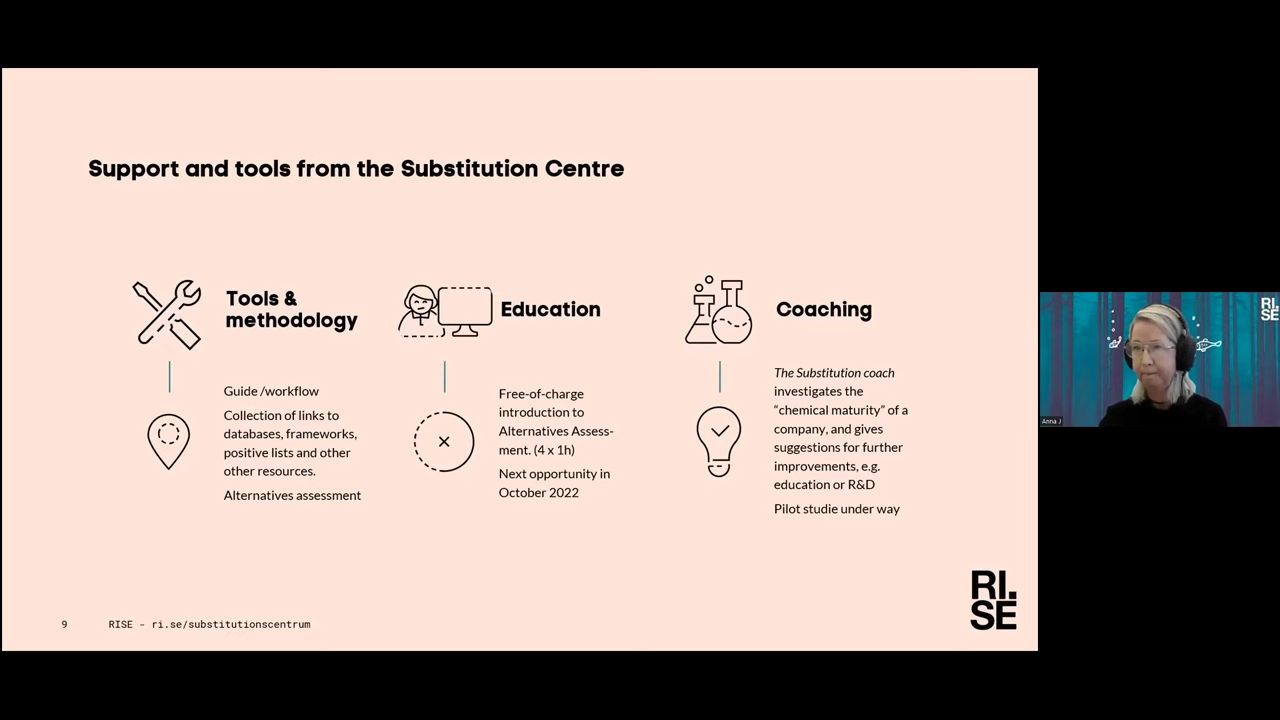 Support and tools from the Substitution Centre
Tools &
methodology
Guide /workflow
Collection of links to
databases, frameworks,
positive lists and other
other resources.
Alternatives assessment
Education
Free-of-charge
introduction to
Alternatives Assess-
ment. (4 x 1h)
Next opportunity in
October 2022
Coaching
The Substitution coach
investigates the
“chemical maturity” of a
company, and gives
suggestions for further
improvements, e.g.
education or R&D
Pilot studie under way
9
RISE - ri.se/substitutionscentrum
RI.
SE
RI.
SE
Anna J